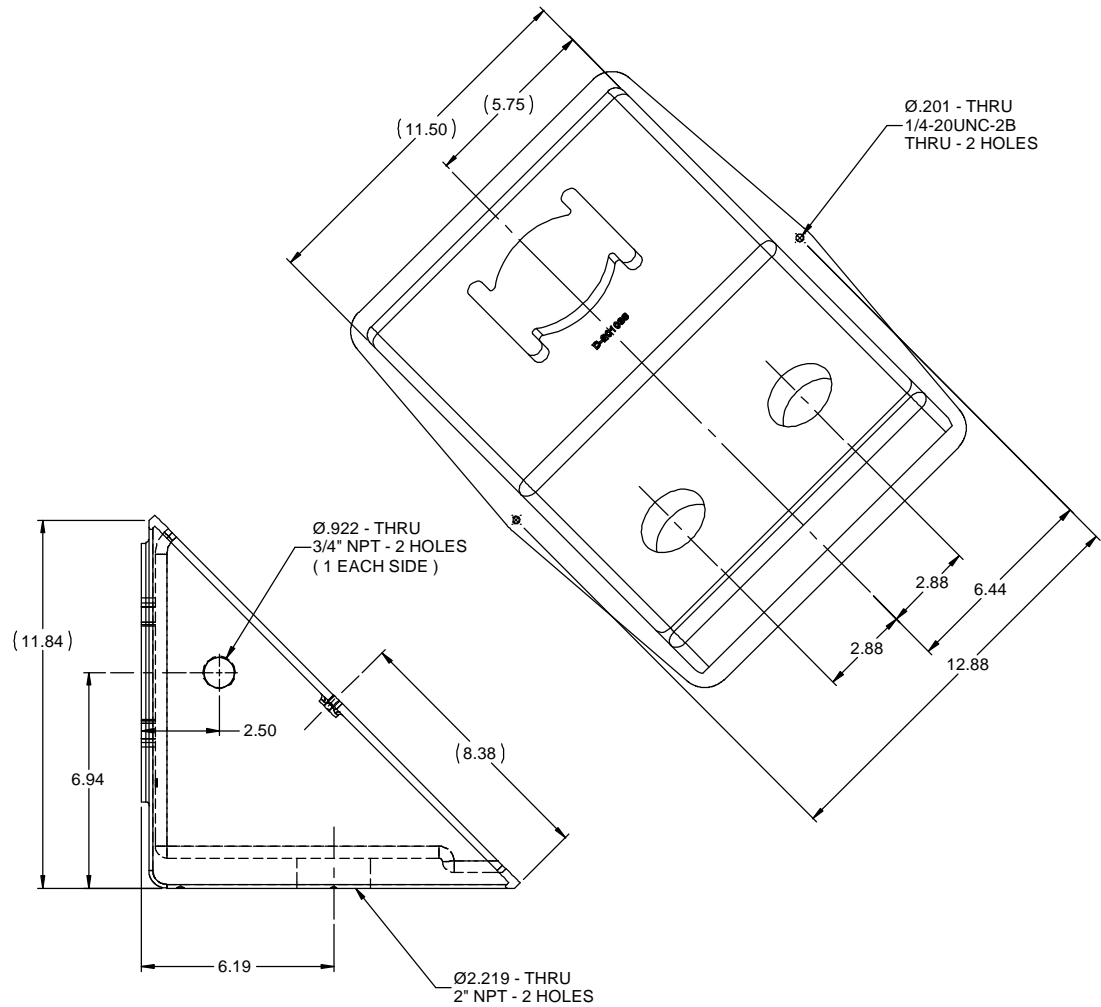 (5.75)
(11.50)
Ø.201 - THRU
1/4-20UNC-2B
THRU - 2 HOLES
2.88
6.44
2.88
12.88
Ø.922 - THRU
3/4" NPT - 2 HOLES
( 1 EACH SIDE )
(11.84)
2.50
(8.38)
6.94
6.19
Ø2.219 - THRU
2" NPT - 2 HOLES